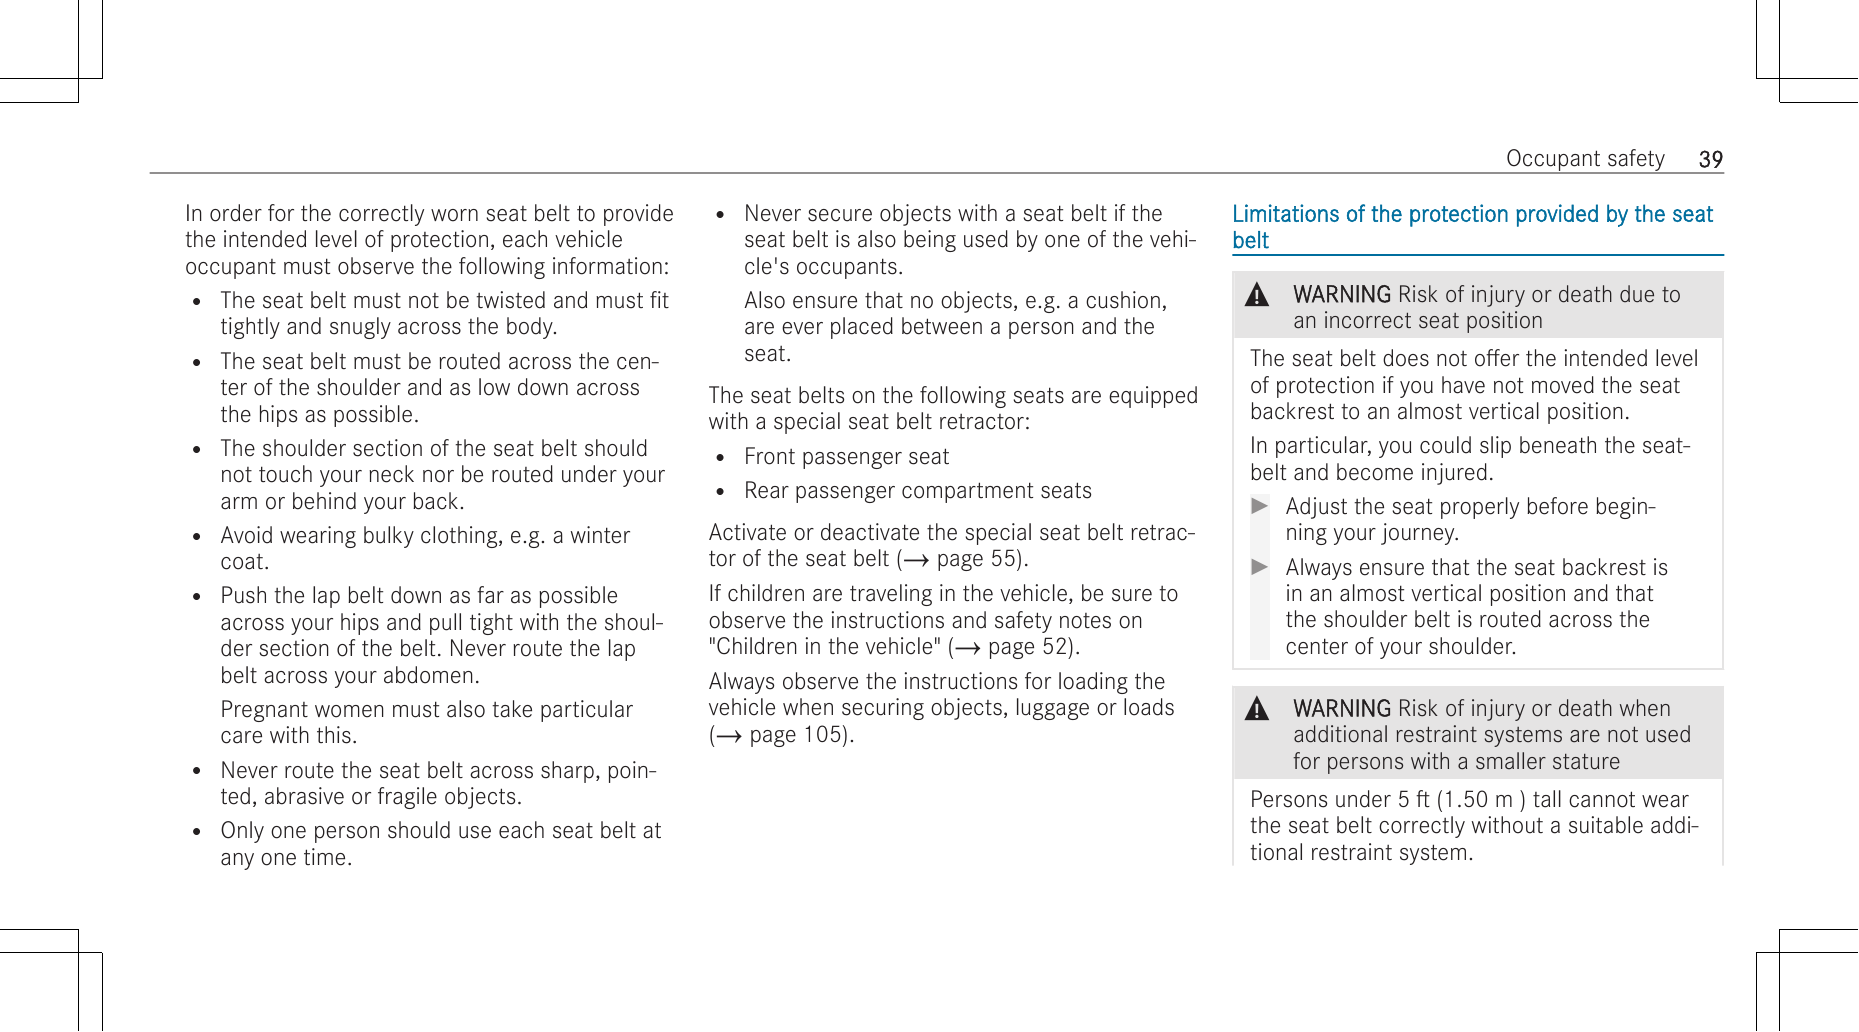 Occupant safety 39
In order for the correctly worn seat belt to provide
the intended level of protection, each vehicle
occupant must observe the following information:
• The seat belt must not be twisted and must fit
tightly and snugly across the body.
• The seat belt must be routed across the cen-
ter of the shoulder and as low down across
the hips as possible.
• The shoulder section of the seat belt should
not touch your neck nor be routed under your
arm or behind your back.
• Avoid wearing bulky clothing, e.g. a winter
coat.
• Push the lap belt down as far as possible
across your hips and pull tight with the shoul-
der section of the belt. Never route the lap
belt across your abdomen.
Pregnant women must also take particular
care with this.
• Never route the seat belt across sharp, poin-
ted, abrasive or fragile objects.
• Only one person should use each seat belt at
any one time.
• Never secure objects with a seat belt if the
seat belt is also being used by one of the vehi-
cle's occupants.
Also ensure that no objects, e.g. a cushion,
are ever placed between a person and the
seat.
The seat belts on the following seats are equipped
with a special seat belt retractor:
• Front passenger seat
• Rear passenger compartment seats
Activate or deactivate the special seat belt retrac-
tor of the seat belt (→ page 55).
If children are traveling in the vehicle, be sure to
observe the instructions and safety notes on
"Children in the vehicle" (→ page 52).
Always observe the instructions for loading the
vehicle when securing objects, luggage or loads
(→ page 105).
Limitations of the protection provided by the seat
belt
WARNING Risk of injury or death due to
an incorrect seat position
The seat belt does not offer the intended level
of protection if you have not moved the seat
backrest to an almost vertical position.
In particular, you could slip beneath the seat-
belt and become injured.
▶ Adjust the seat properly before begin-
ning your journey.
▶ Always ensure that the seat backrest is
in an almost vertical position and that
the shoulder belt is routed across the
center of your shoulder.
WARNING Risk of injury or death when
additional restraint systems are not used
for persons with a smaller stature
Persons under 5 ft (1.50 m ) tall cannot wear
the seat belt correctly without a suitable addi-
tional restraint system.